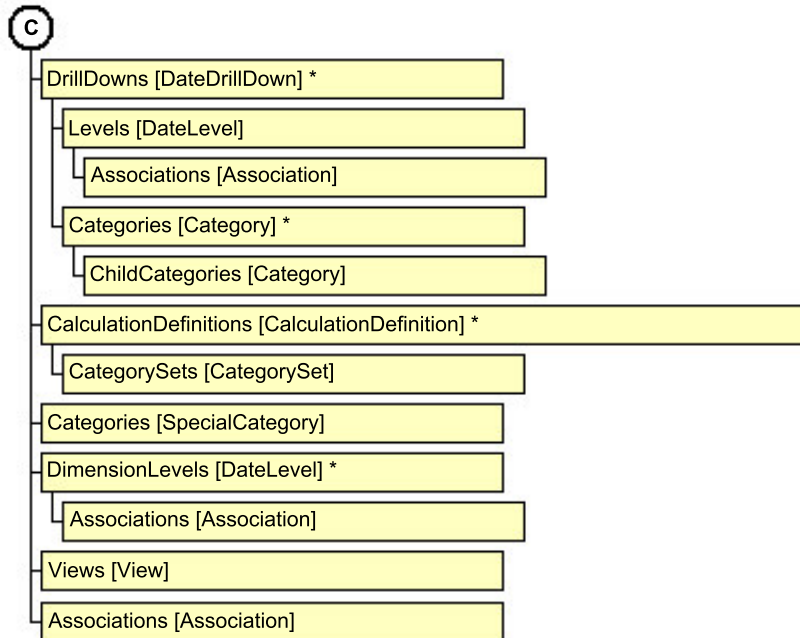 C
DrillDowns [DateDrillDown] *
Levels [DateLevel]
Associations [Association]
Categories [Category] *
ChildCategories [Category]
CalculationDefinitions [CalculationDefinition] *
CategorySets [CategorySet]
Categories [SpecialCategory]
DimensionLevels [DateLevel] *
Associations [Association]
Views [View]
Associations [Association]